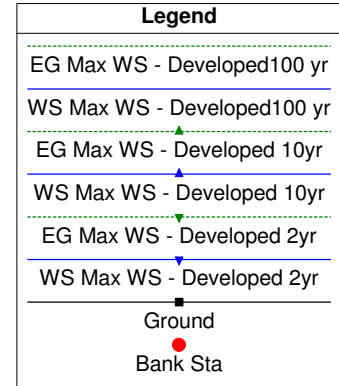 Legend
EG Max WS - Developed100 yr
WS Max WS - Developed100 yr
EG Max WS - Developed 10yr
WS Max WS - Developed 10yr
EG Max WS - Developed 2yr
WS Max WS - Developed 2yr
Ground
Bank Sta